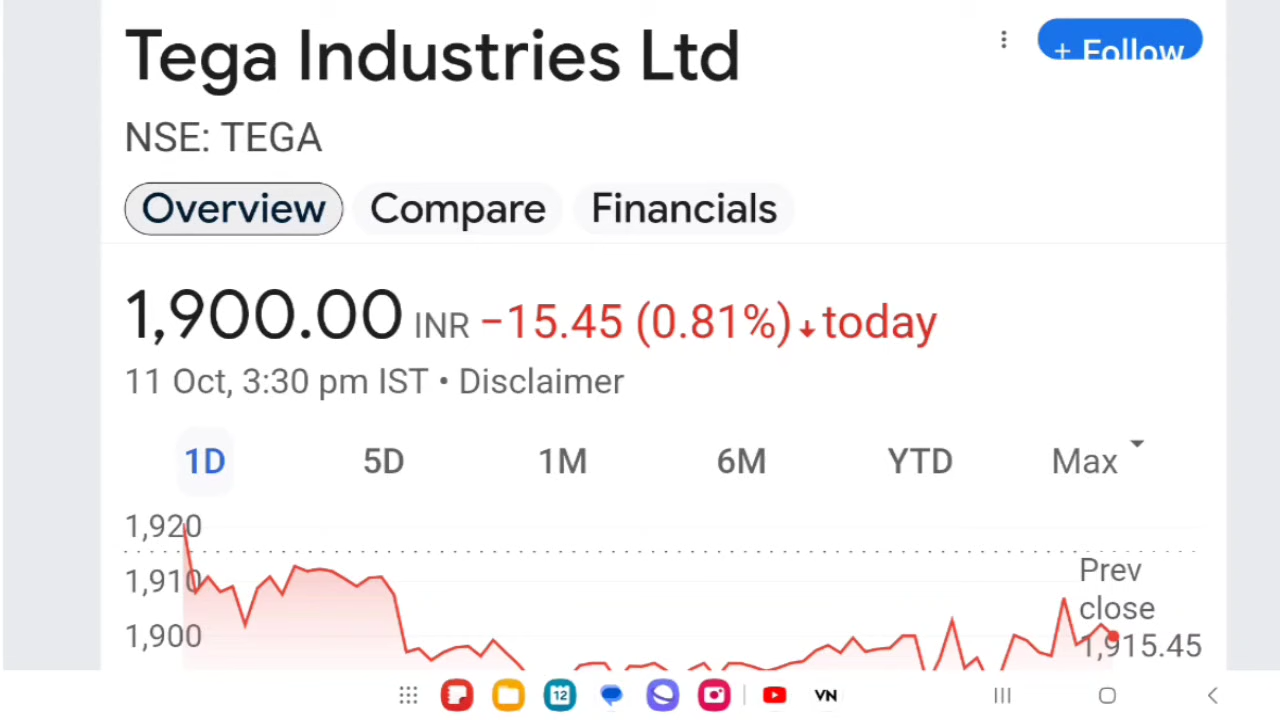 Tega Industries Ltd
+ Follow
NSE: TEGA
Overview Compare Financials
1,900.00 INR −15.45 (0.81%) ↓ today
11 Oct, 3:30 pm IST • Disclaimer
1D 5D 1M 6M YTD Max
1,920
1,910
1,900
Prev
close
1,915.45
12
VN